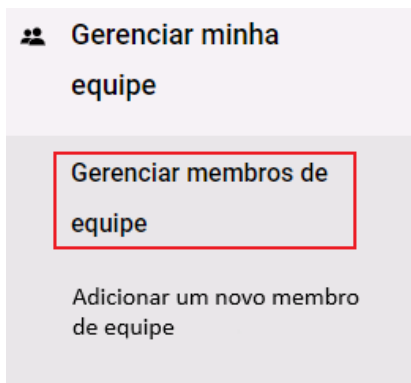 Gerenciar minha
equipe
Gerenciar membros de
equipe
Adicionar um novo membro
de equipe